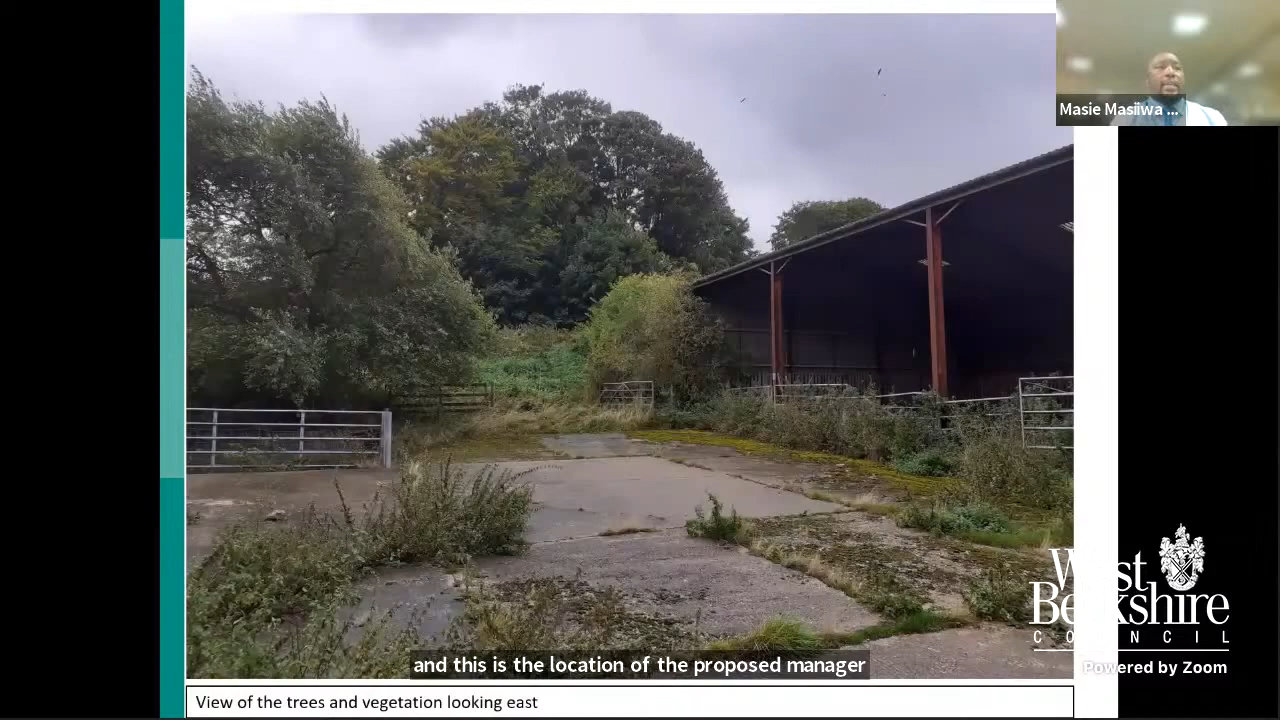 Masie Masiiwa ...
West
Berkshire
COUNCIL
and this is the location of the proposed manager
Powered by Zoom
View of the trees and vegetation looking east